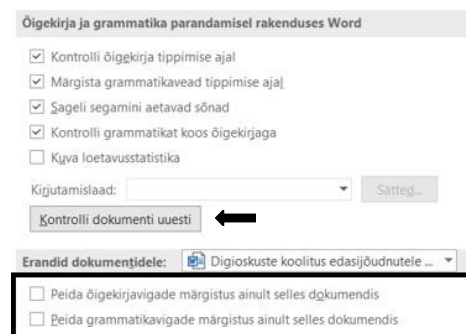 Õigekirja ja grammatika parandamisel rakenduses Word
Kontrolli õigekirja tippimise ajal
Märgista grammatikavead tippimise ajal
Sageli segamini aetavad sõnad
Kontrolli grammatikat koos õigekirjaga
Kuva loetavusstatistika
Kirjutamislaad: Sätted...
Kontrolli dokumenti uuesti
Erandid dokumentidele: Digioskuste koolitus edasijõudnutele ...
Peida õigekirjavigade märgistus ainult selles dokumendis
Peida grammatikavigade märgistus ainult selles dokumendis